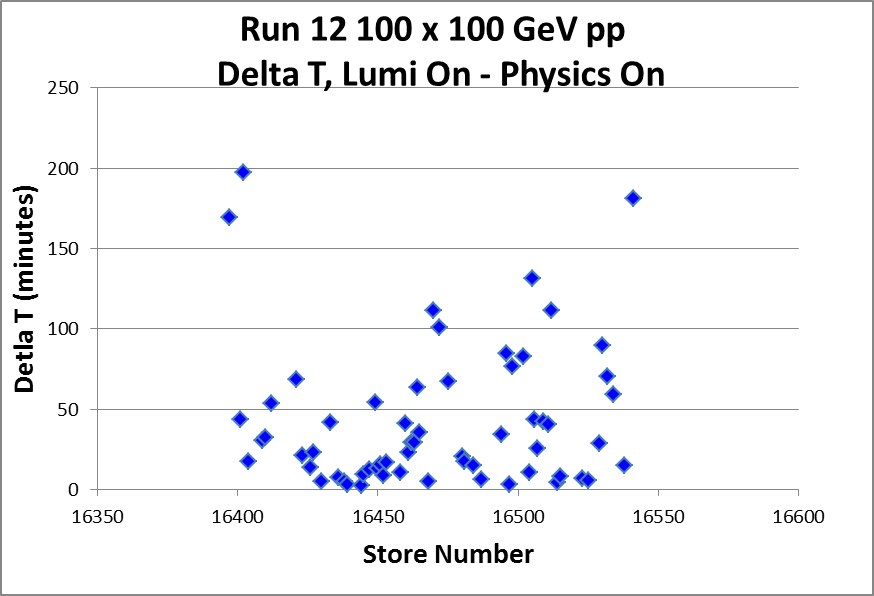 Run 12 100 x 100 GeV pp
Delta T, Lumi On - Physics On
250
200
150
100
50
0
Detla T (minutes)
16350 16400 16450 16500 16550 16600
Store Number